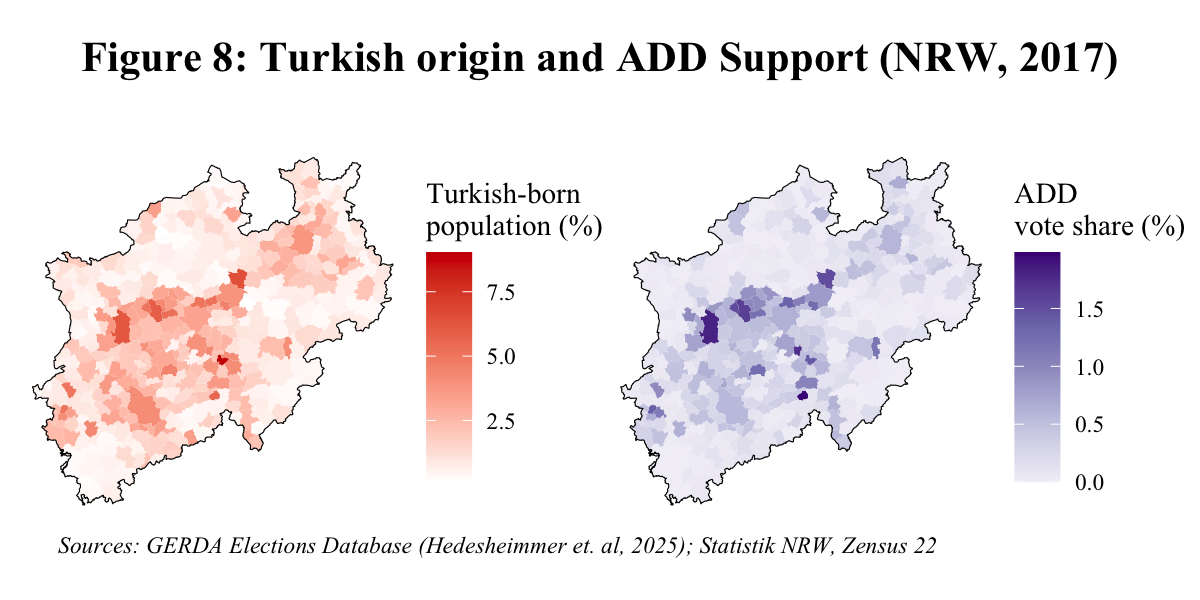 Figure 8: Turkish origin and ADD Support (NRW, 2017)
Turkish-born
population (%)
7.5
5.0
2.5
ADD
vote share (%)
1.5
1.0
0.5
0.0
Sources: GERDA Elections Database (Hedesheimmer et. al, 2025); Statistik NRW, Zensus 22